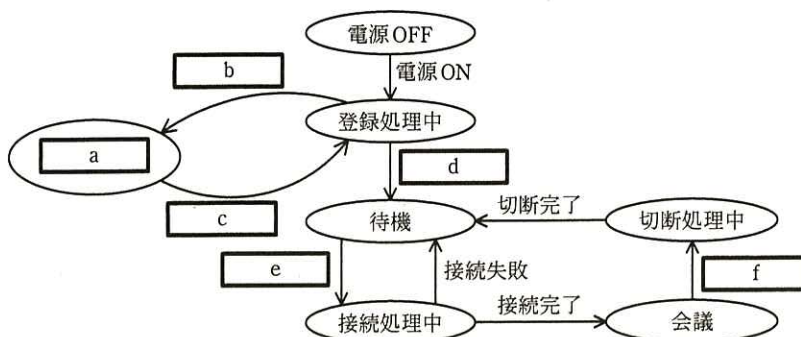 電源OFF
b
電源ON
登録処理中
a
d
c
待機
切断完了
切断処理中
e
接続失敗
f
接続処理中
接続完了
会議